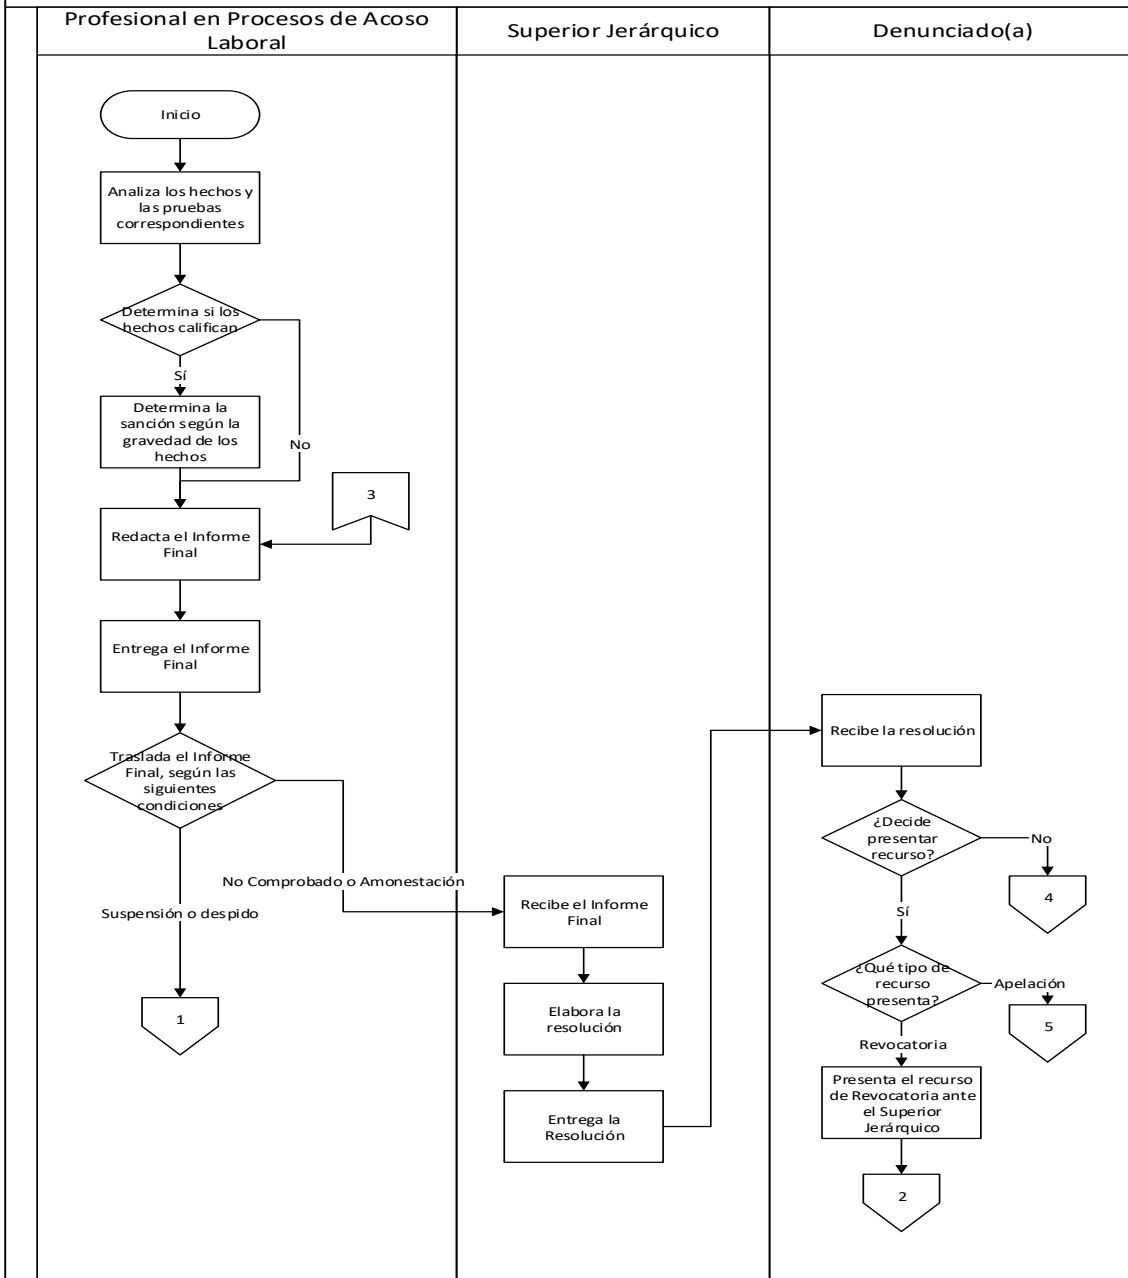 Profesional en Procesos de Acoso
Laboral
Superior Jerárquico
Denunciado(a)
Inicio
Analiza los hechos y
las pruebas
correspondientes
Determina si los
hechos califican
Sí
No
Determina la
sanción según la
gravedad de los
hechos
3
Redacta el Informe
Final
Entrega el Informe
Final
Traslada el Informe
Final, según las
siguientes
condiciones
No Comprobado o Amonestación
Suspensión o despido
1
Recibe el Informe
Final
Elabora la
resolución
Entrega la
Resolución
Recibe la resolución
¿Decide
presentar
recurso?
No
4
Sí
¿Qué tipo de
recurso
presenta?
Apelación
5
Revocatoria
Presenta el recurso
de Revocatoria ante
el Superior
Jerárquico
2